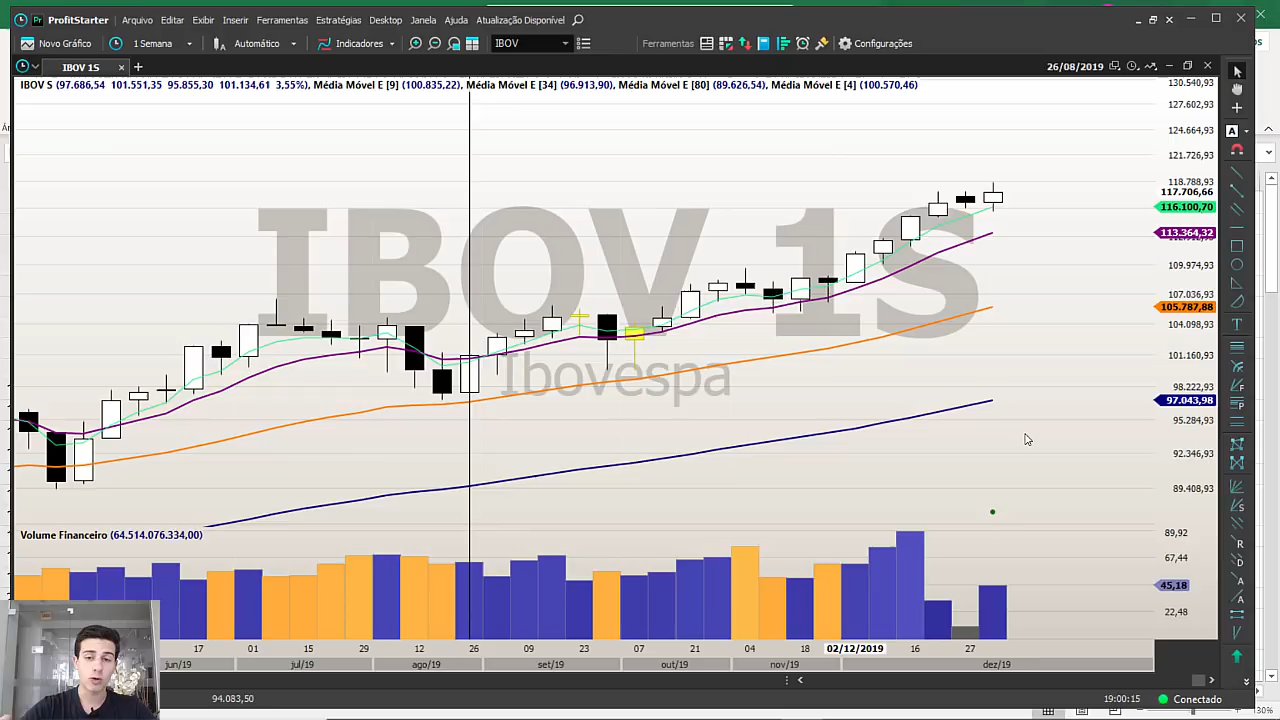 ProfitStarter Arquivo Editar Exibir Inserir Ferramentas Estratégias Desktop Janela Ajuda Atualização Disponível
Livro Gráfico 1 Semana Automático Indicadores IBOV Ferramentas Configurações
IBOV 1S
26/08/2019
IBOV S (97.686,54 101.551,35 95.855,30 101.134,61 3,55%), Média Móvel E [9] (100.835,22), Média Móvel E [34] (96.913,90), Média Móvel E [80] (89.626,54), Média Móvel E [4] (100.570,46)
130.540,93
127.602,93
124.664,93
121.726,93
118.788,93
117.706,66
116.100,70
113.364,32
109.974,93
107.036,93
105.787,88
104.098,93
101.160,93
98.222,93
97.043,98
95.284,93
92.346,93
89.408,93
IBOV 1S
Ibovespa
Volume Financeiro (64.514.076.334,00)
89,92
67,44
45,18
22,48
17 01 15 29 12 26 09 23 07 21 04 18 02/12/2019 16 27
jun/19 jul/19 ago/19 set/19 out/19 nov/19 dez/19
94.083,50 19:00:15 Conectado
30%